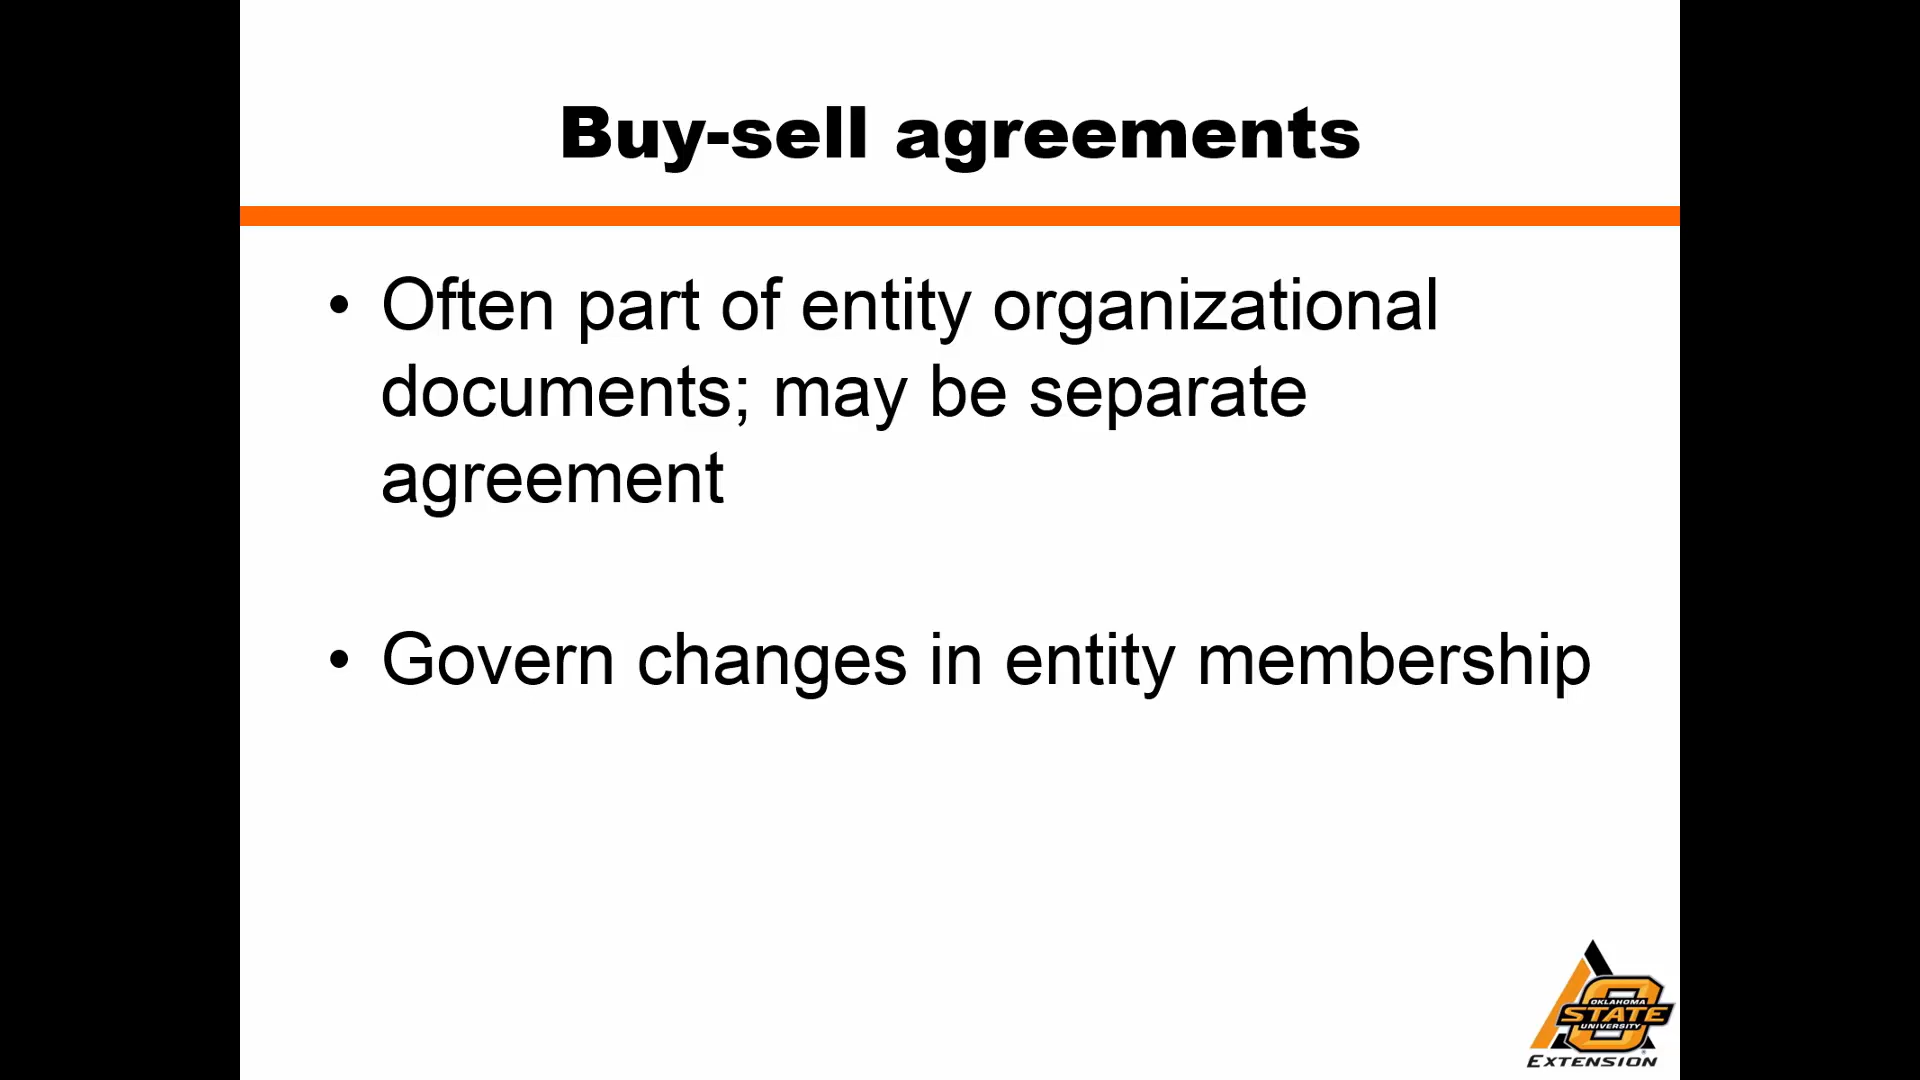 Buy-sell agreements
• Often part of entity organizational
documents; may be separate
agreement
• Govern changes in entity membership
OKLAHOMA
STATE
UNIVERSITY
EXTENSION